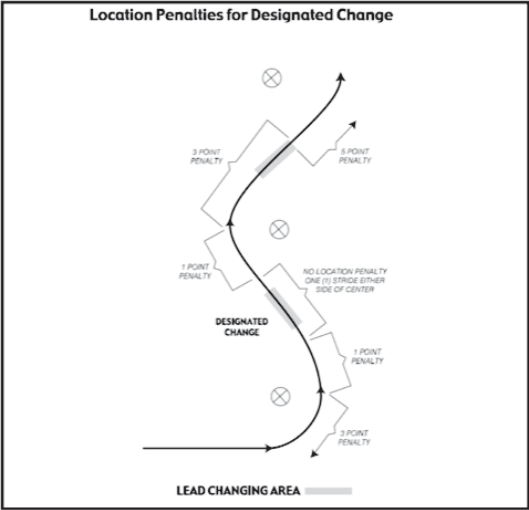 Location Penalties for Designated Change
3 POINT
PENALTY
5 POINT
PENALTY
1 POINT
PENALTY
NO LOCATION PENALTY
ONE (1) STRIDE EITHER
SIDE OF CENTER
DESIGNATED
CHANGE
1 POINT
PENALTY
3 POINT
PENALTY
LEAD CHANGING AREA